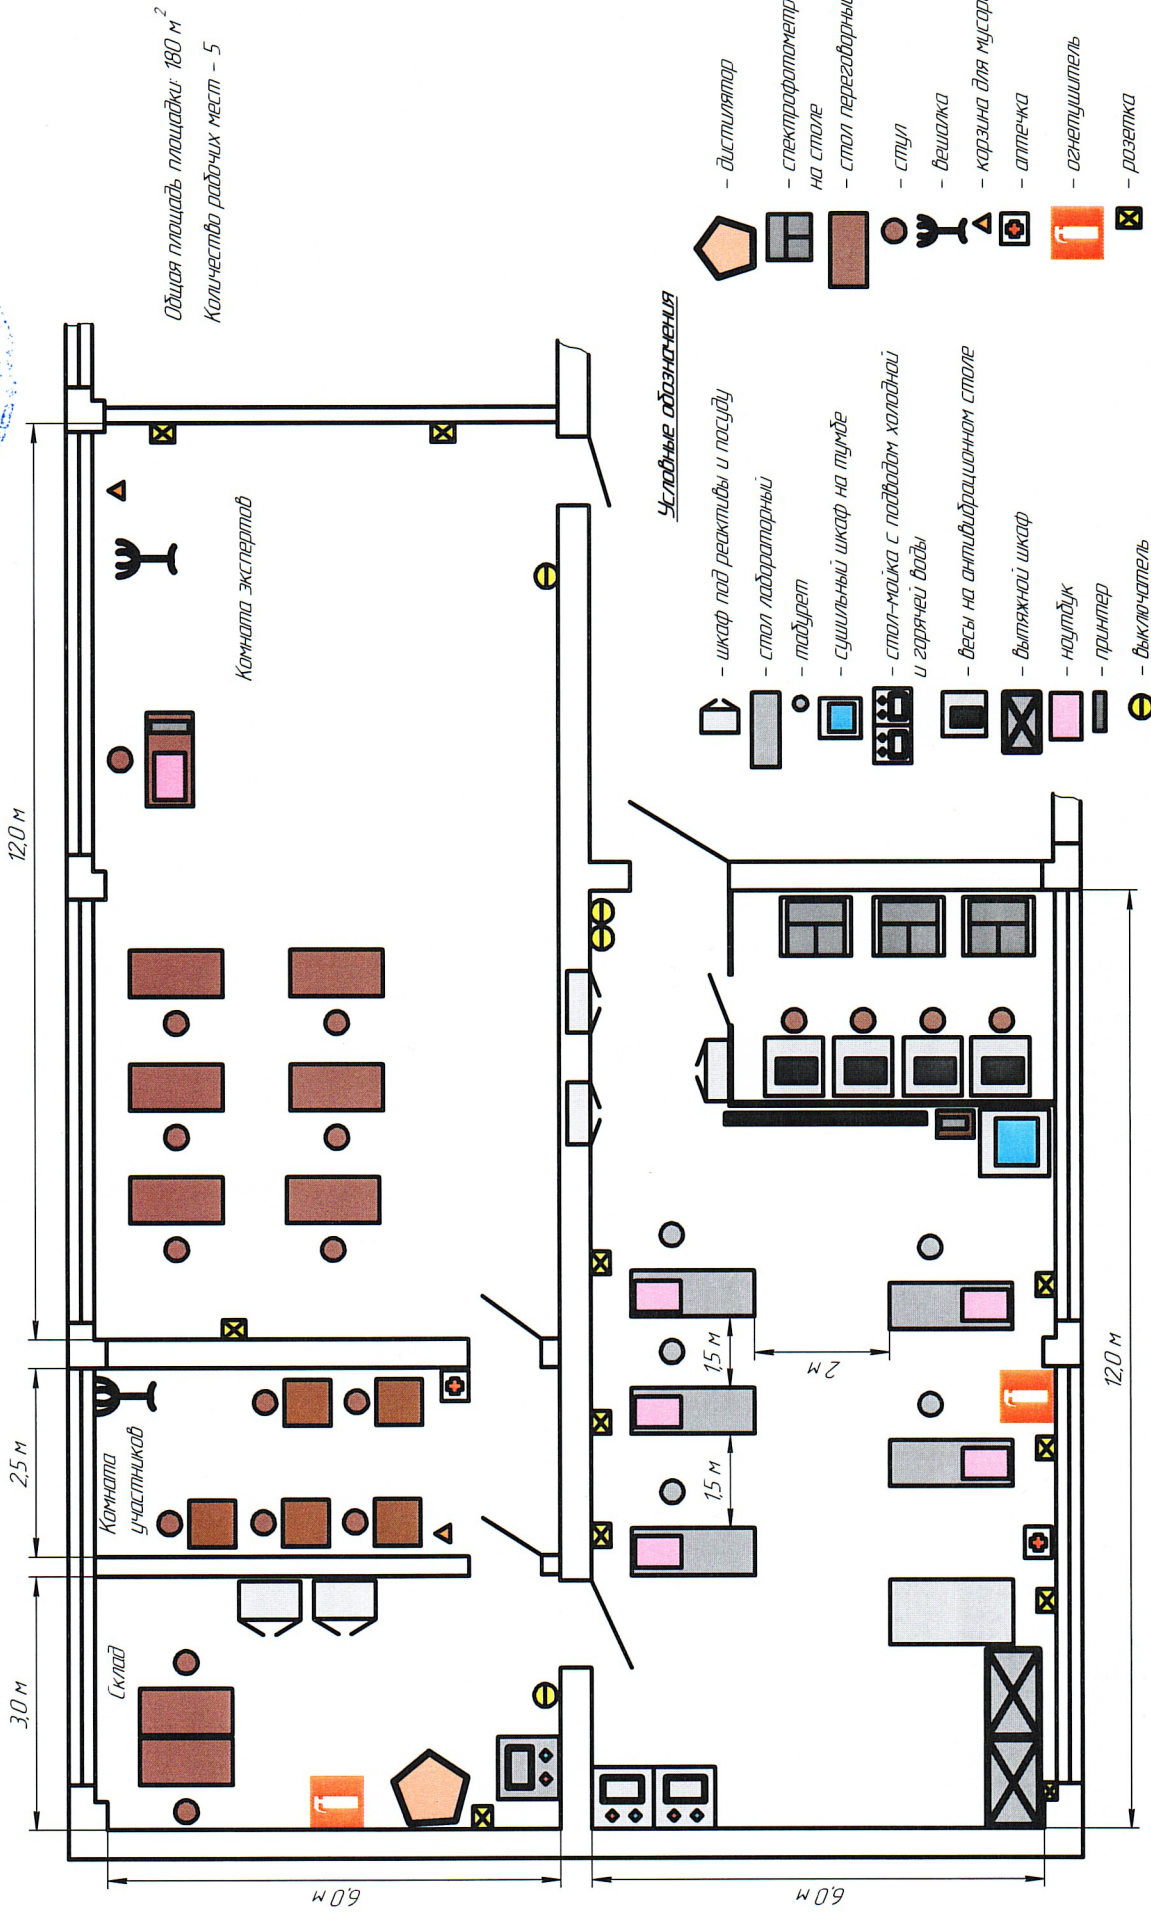 Общая площадь площадки: 180 м²
Количество рабочих мест – 5
12,0 м
2,5 м
3,0 м
6,0 м
6,0 м
12,0 м
1,5 м
1,5 м
2 м
Комната экспертов
Комната
участников
Склад
Условные обозначения
– шкаф под реактивы и посуду
– стол лабораторный
– табурет
– сушильный шкаф на тумбе
– стол-мойка с подводом холодной
и горячей воды
– весы на антивибрационном столе
– вытяжной шкаф
– ноутбук
– принтер
– выключатель
– дистилятор
– спектрофотометр
на столе
– стол переговорный
– стул
– вешалка
– корзина для мусора
– аптечка
– огнетушитель
– розетка